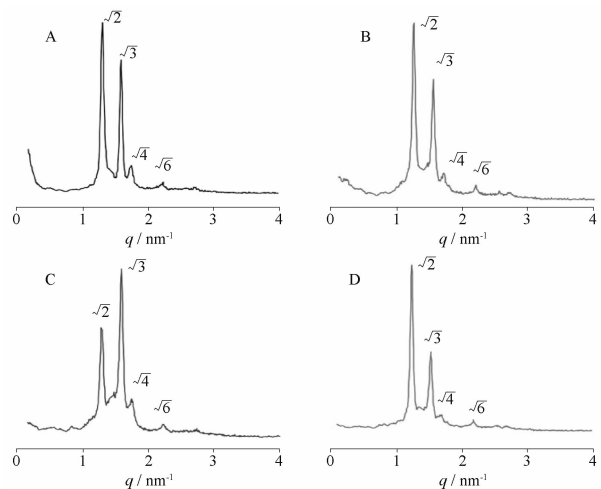 A
√2
√3
√4
√6
0 1 2 3 4
q / nm⁻¹
B
√2
√3
√4
√6
0 1 2 3 4
q / nm⁻¹
C
√2
√3
√4
√6
0 1 2 3 4
q / nm⁻¹
D
√2
√3
√4
√6
0 1 2 3 4
q / nm⁻¹